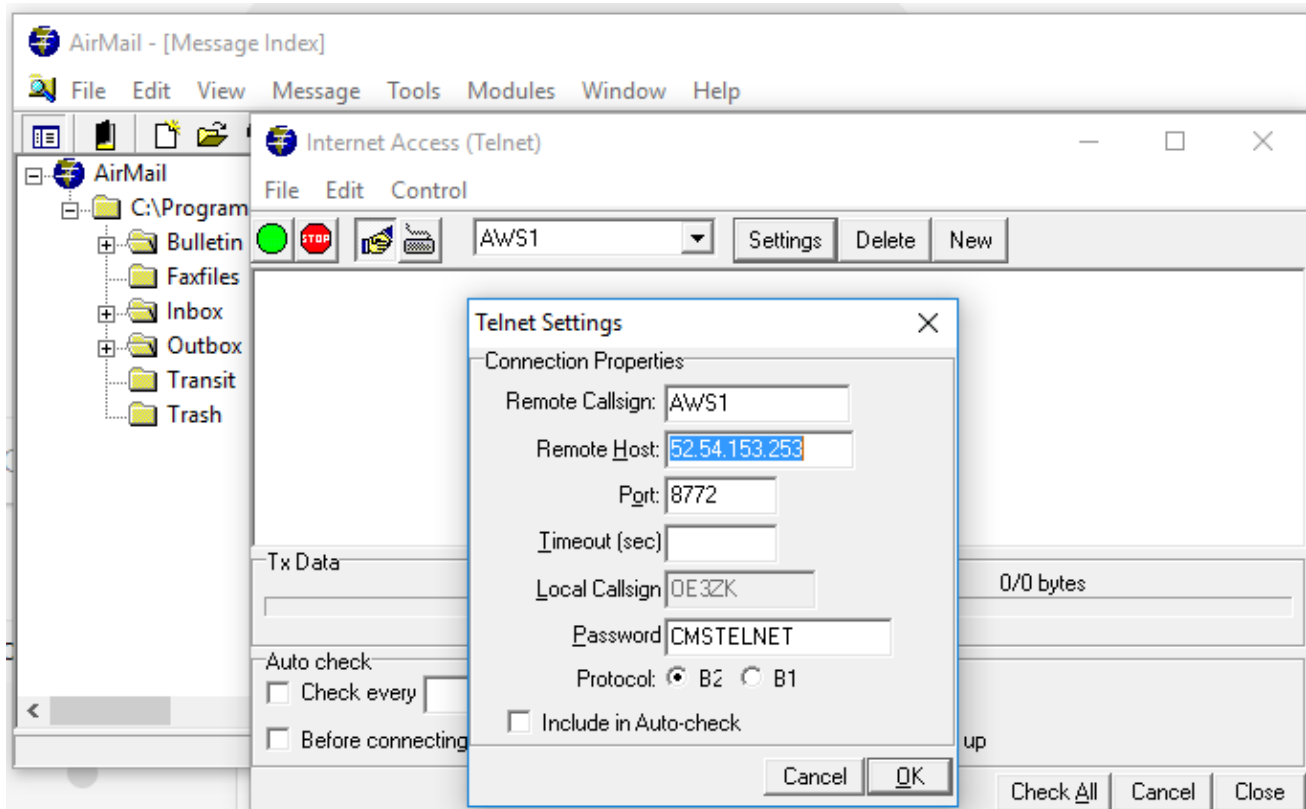 AirMail - [Message Index]
File Edit View Message Tools Modules Window Help
Internet Access (Telnet)
File Edit Control
STOP
AWS1
Settings Delete New
AirMail
C:\Program
Bulletin
Faxfiles
Inbox
Outbox
Transit
Trash
Telnet Settings
Connection Properties
Remote Callsign: AWS1
Remote Host: 52.54.153.253
Port: 8772
Timeout (sec)
Local Callsign OE3ZK
Password CMSTELNET
Protocol: B2 B1
Include in Auto-check
Cancel OK
Tx Data
0/0 bytes
Auto check
Check every
Before connecting
up
Check All Cancel Close